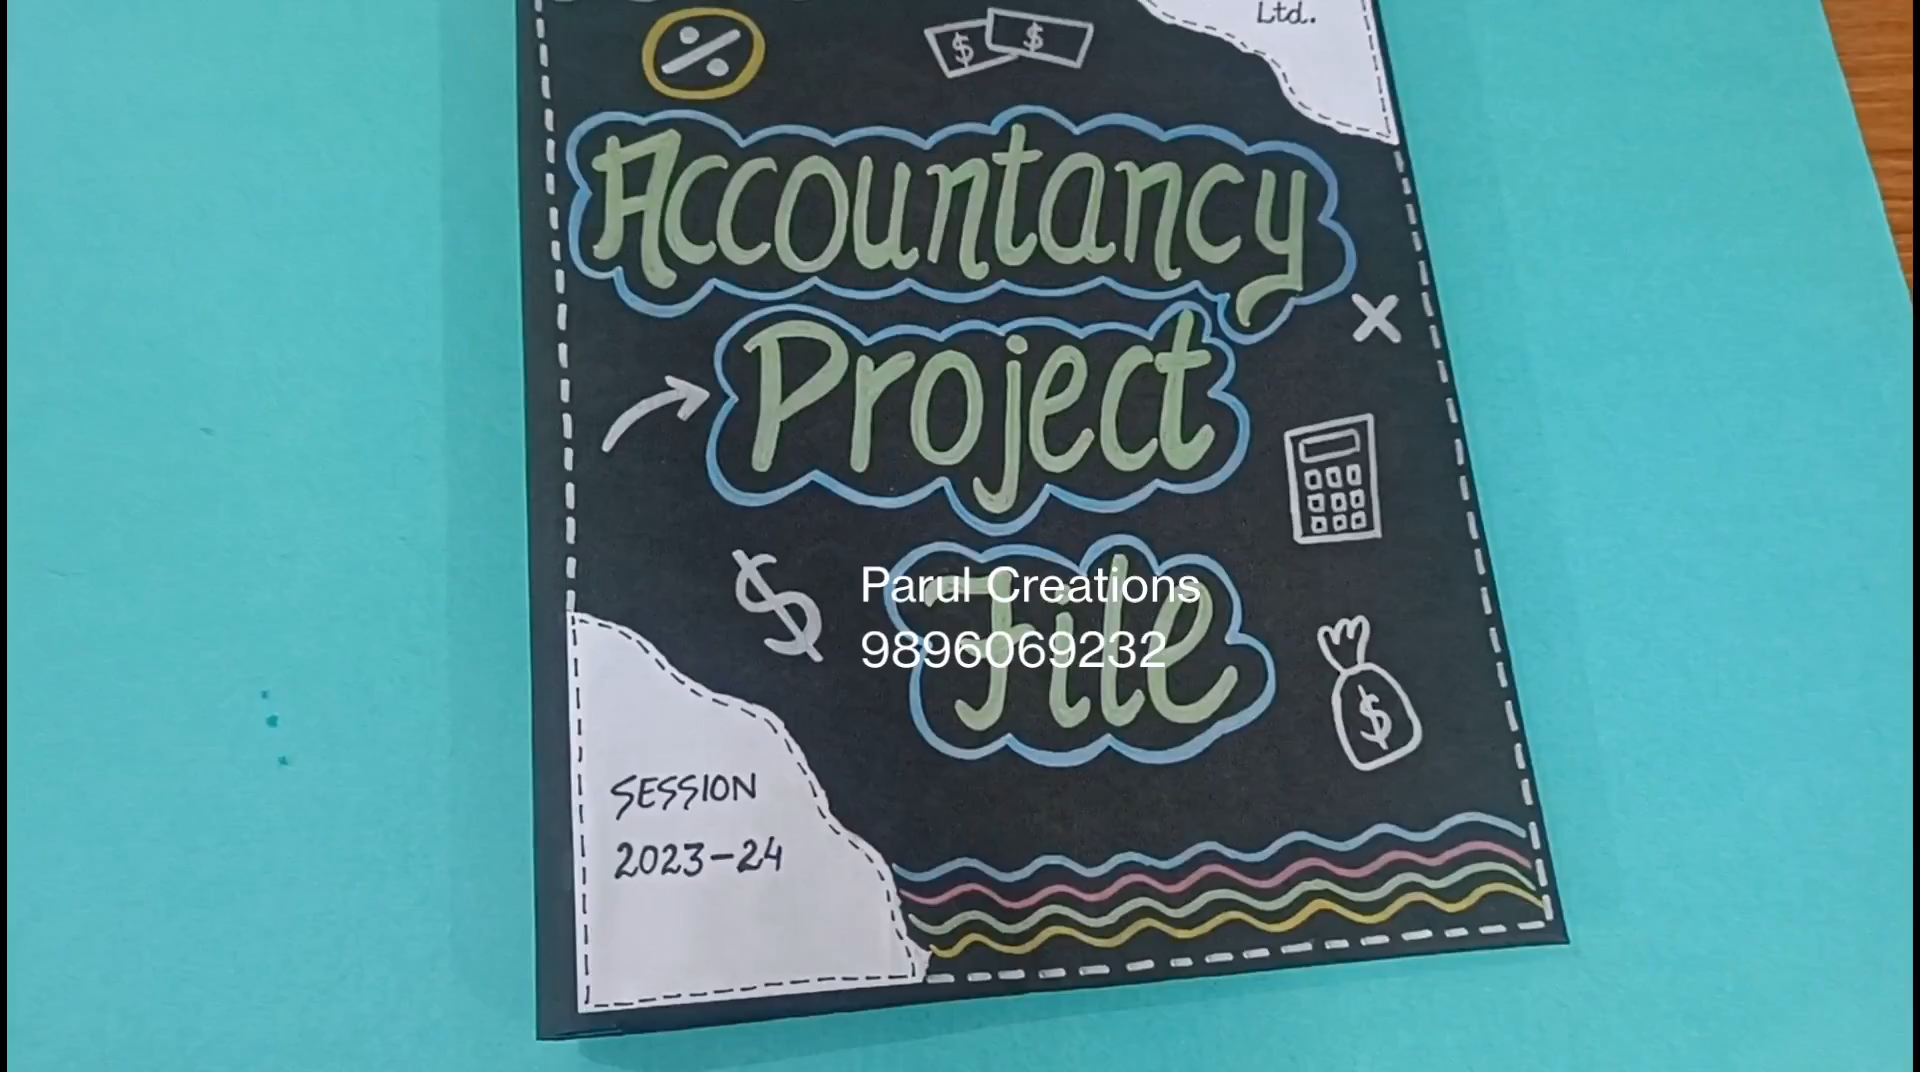 Ltd.
%
$ $
Accountancy
Project
$
File
Parul Creations
9896069232
$
SESSION
2023-24